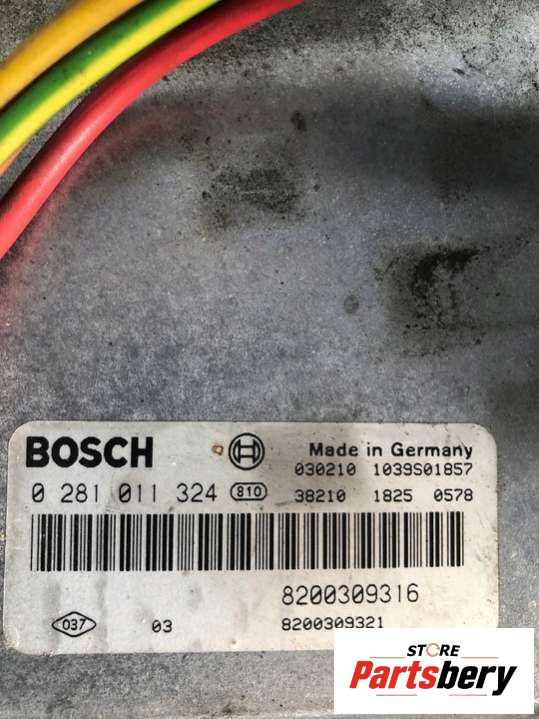 BOSCH
Made in Germany
030210 1039S01857
0 281 011 324 810
38210 1825 0578
8200309316
037 03 8200309321
STORE
Partsbery